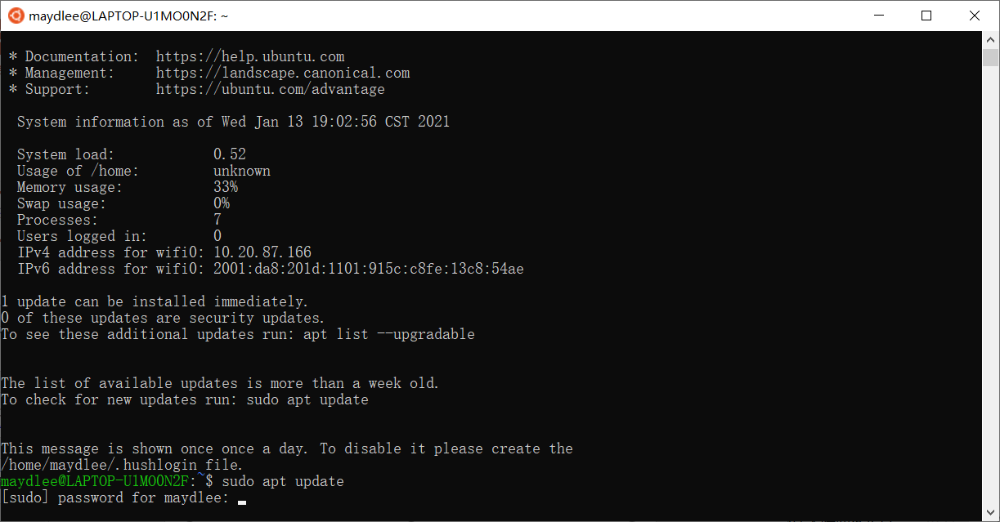 maydlee@LAPTOP-U1MO0N2F: ~
* Documentation:  https://help.ubuntu.com
* Management:     https://landscape.canonical.com
* Support:        https://ubuntu.com/advantage
System information as of Wed Jan 13 19:02:56 CST 2021
System load:            0.52
Usage of /home:         unknown
Memory usage:           33%
Swap usage:             0%
Processes:              7
Users logged in:        0
IPv4 address for wifi0: 10.20.87.166
IPv6 address for wifi0: 2001:da8:201d:1101:915c:c8fe:13c8:54ae
1 update can be installed immediately.
0 of these updates are security updates.
To see these additional updates run: apt list --upgradable
The list of available updates is more than a week old.
To check for new updates run: sudo apt update
This message is shown once once a day. To disable it please create the
/home/maydlee/.hushlogin file.
maydlee@LAPTOP-U1MO0N2F:~$ sudo apt update
[sudo] password for maydlee: